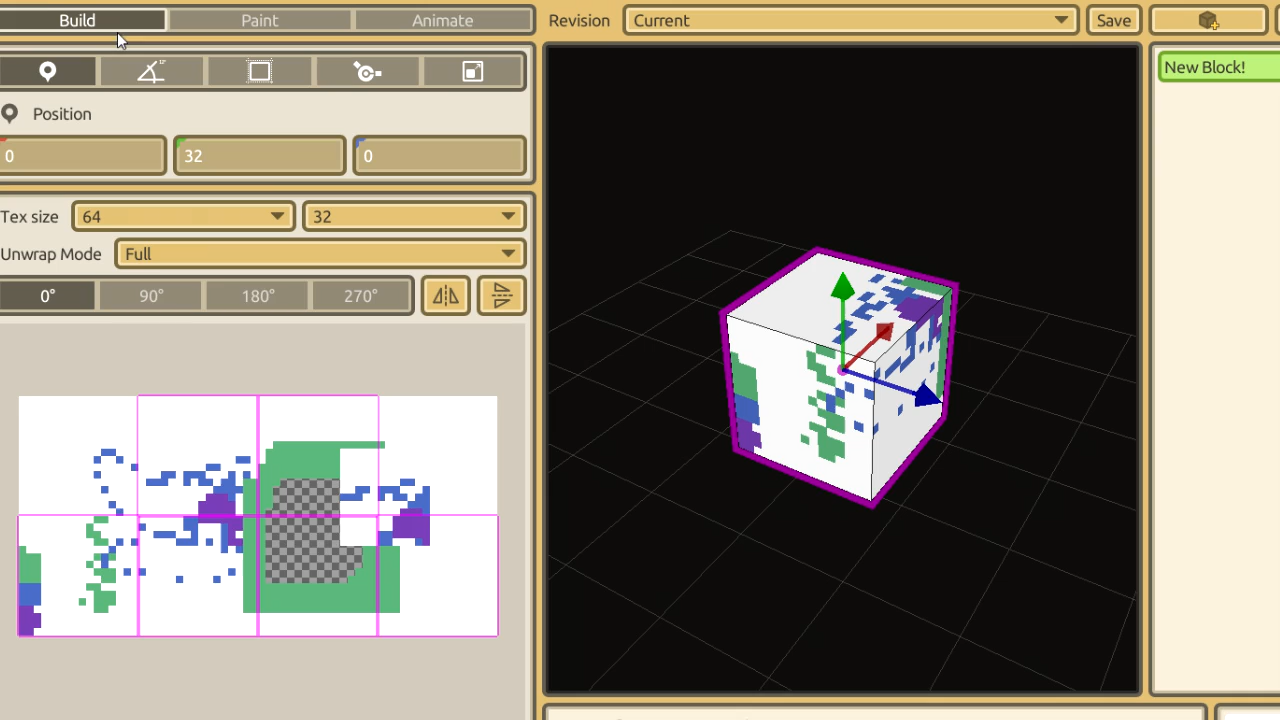 Build Paint Animate Revision Current Save
New Block!
Position
0 32 0
Tex size 64 32
Unwrap Mode Full
0° 90° 180° 270°